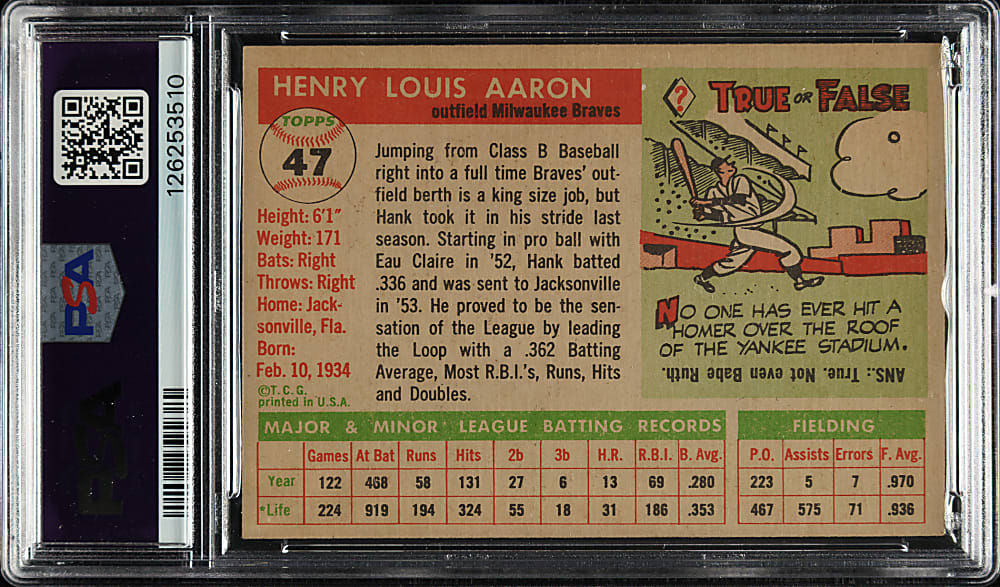 126253510
PSA
PSA
HENRY LOUIS AARON
outfield Milwaukee Braves
TOPPS
47
Height: 6'1"
Weight: 171
Bats: Right
Throws: Right
Home: Jack-
sonville, Fla.
Born:
Feb. 10, 1934
©T.C.G.
printed in U.S.A.
Jumping from Class B Baseball
right into a full time Braves' out-
field berth is a king size job, but
Hank took it in his stride last
season. Starting in pro ball with
Eau Claire in '52, Hank batted
.336 and was sent to Jacksonville
in '53. He proved to be the sen-
sation of the League by leading
the Loop with a .362 Batting
Average, Most R.B.I.'s, Runs, Hits
and Doubles.
?
TRUE OR FALSE
NO ONE HAS EVER HIT A
HOMER OVER THE ROOF
OF THE YANKEE STADIUM.
ANS.: True. Not even Babe Ruth.
MAJOR & MINOR LEAGUE BATTING RECORDS
Games At Bat Runs Hits 2b 3b H.R. R.B.I. B. Avg.
Year 122 468 58 131 27 6 13 69 .280
*Life 224 919 194 324 55 18 31 186 .353
FIELDING
P.O. Assists Errors F. Avg.
223 5 7 .970
467 575 71 .936